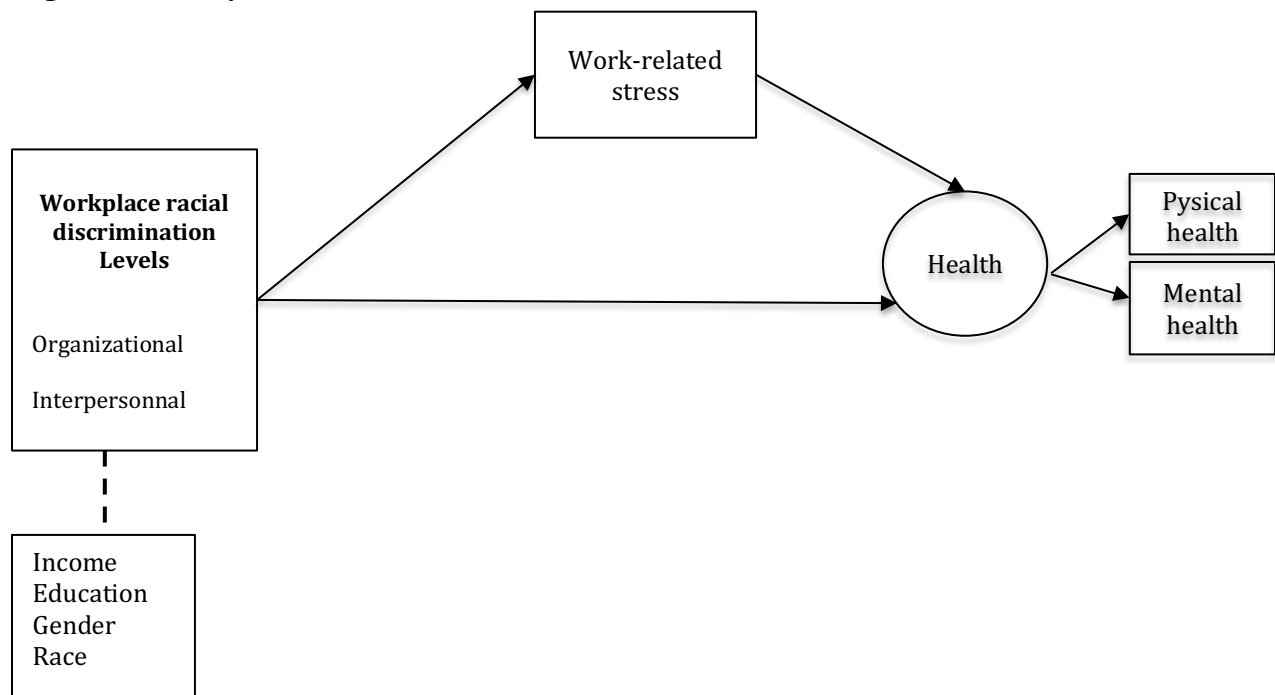 Work-related
stress
Workplace racial
discrimination
Levels
Organizational
Interpersonnal
Health
Pysical
health
Mental
health
Income
Education
Gender
Race